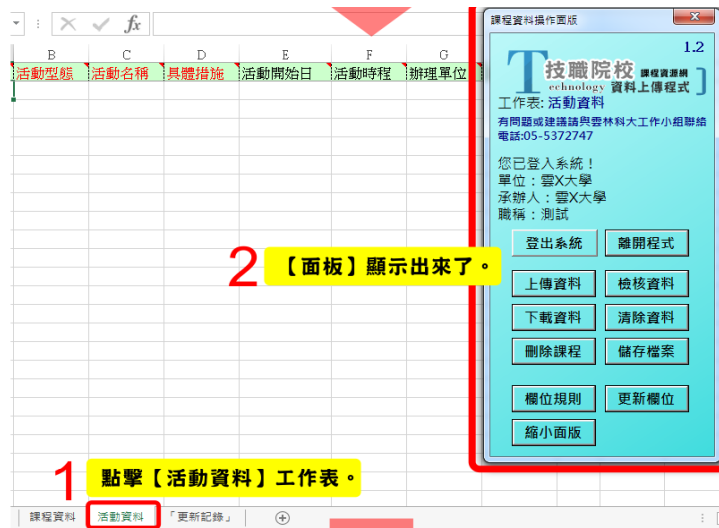 fx
B C D E F G
活動型態 活動名稱 具體措施 活動開始日 活動時程 辦理單位
課程資料操作面版
1.2
技職院校 課程資源網
Technology 資料上傳程式
工作表: 活動資料
有問題或建議請與雲林科大工作小組聯絡
電話:05-5372747
您已登入系統！
單位：雲X大學
承辦人：雲X大學
職稱：測試
登出系統 離開程式
上傳資料 檢核資料
下載資料 清除資料
刪除課程 儲存檔案
欄位規則 更新欄位
縮小面版
2 【面板】顯示出來了。
1 點擊【活動資料】工作表。
課程資料 活動資料 「更新記錄」